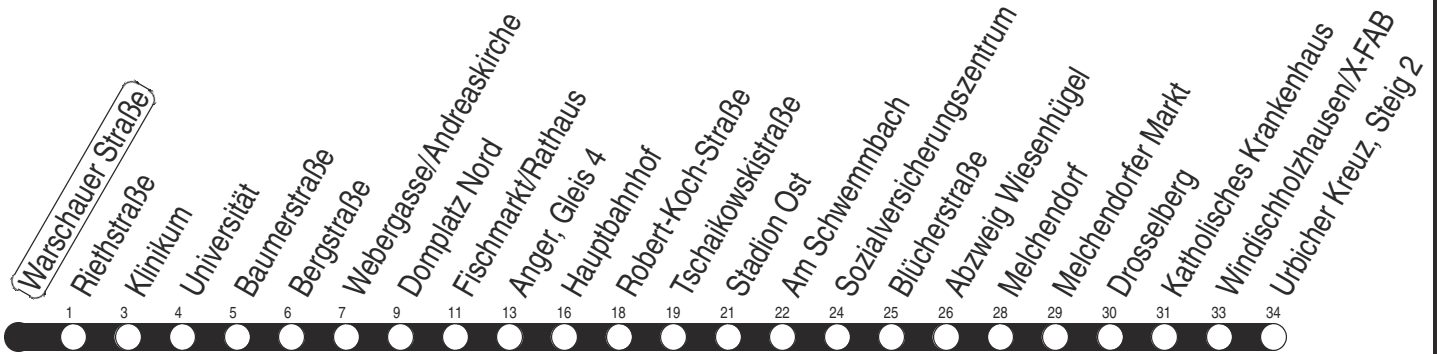 Warschauer Straße
Riethstraße
Klinikum
Universität
Baumerstraße
Bergstraße
Webergasse/Andreaskirche
Domplatz Nord
Fischmarkt/Rathaus
Anger, Gleis 4
Hauptbahnhof
Robert-Koch-Straße
Tschaikowskistraße
Stadion Ost
Am Schwemmbach
Sozialversicherungszentrum
Blücherstraße
Abzweig Wiesenhügel
Melchendorf
Melchendorfer Markt
Drosselberg
Katholisches Krankenhaus
Windischholzhausen/X-FAB
Urbicher Kreuz, Steig 2
1 3 4 5 6 7 9 11 13 16 18 19 21 22 24 25 26 28 29 30 31 33 34